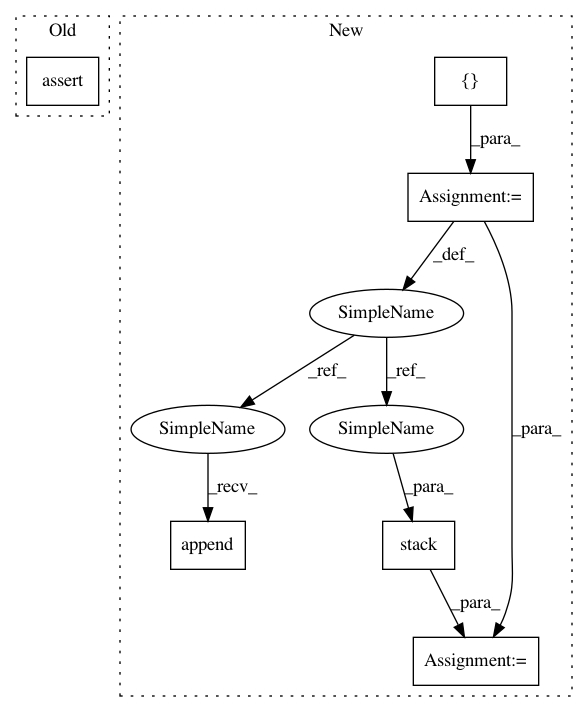 Old
New
assert
{}
_para_
Assignment:=
_def_
SimpleName
_ref_
_ref_
SimpleName
SimpleName
_para_
_recv_
_para_
append
stack
_para_
Assignment:=